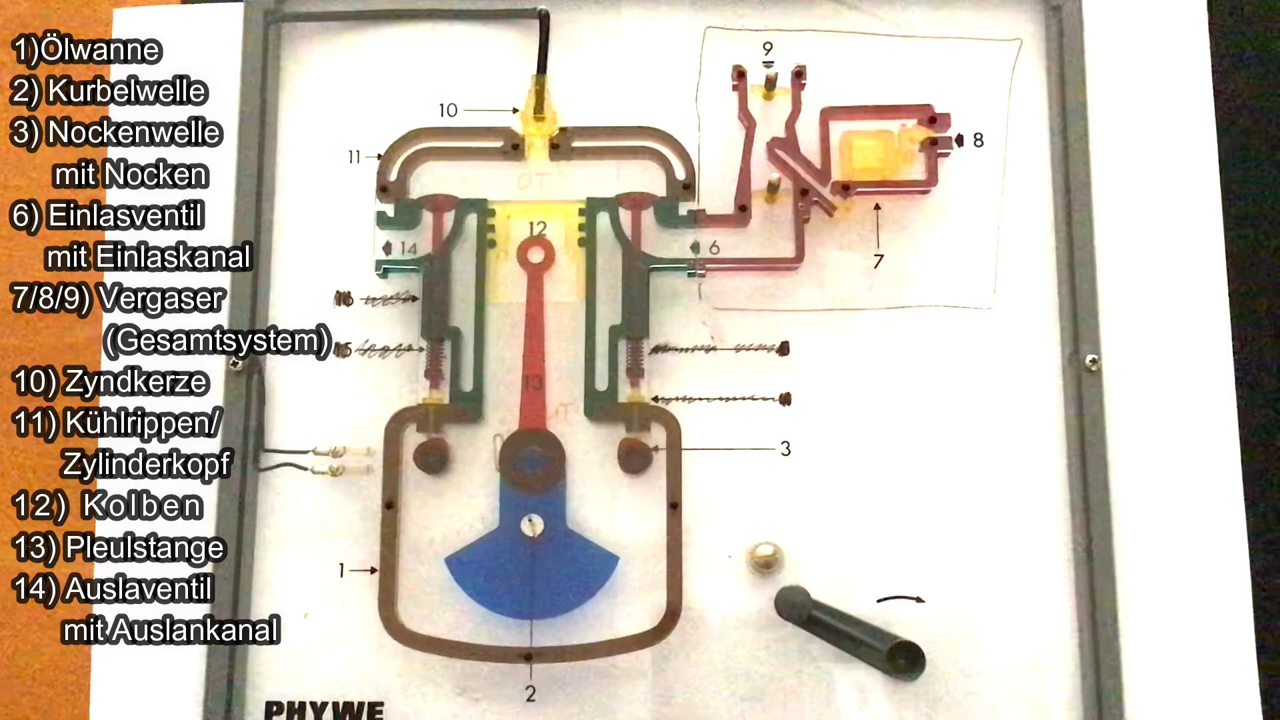 1)Ölwanne
2) Kurbelwelle
3) Nockenwelle
mit Nocken
6) Einlasventil
mit Einlaskanal
7/8/9) Vergaser
(Gesamtsystem)
10) Zyndkerze
11) Kühlrippen/
Zylinderkopf
12) Kolben
13) Pleulstange
14) Auslaventil
mit Auslankanal
9
10
8
11
OT
12
14
6
7
13
3
1
2
PHYWE